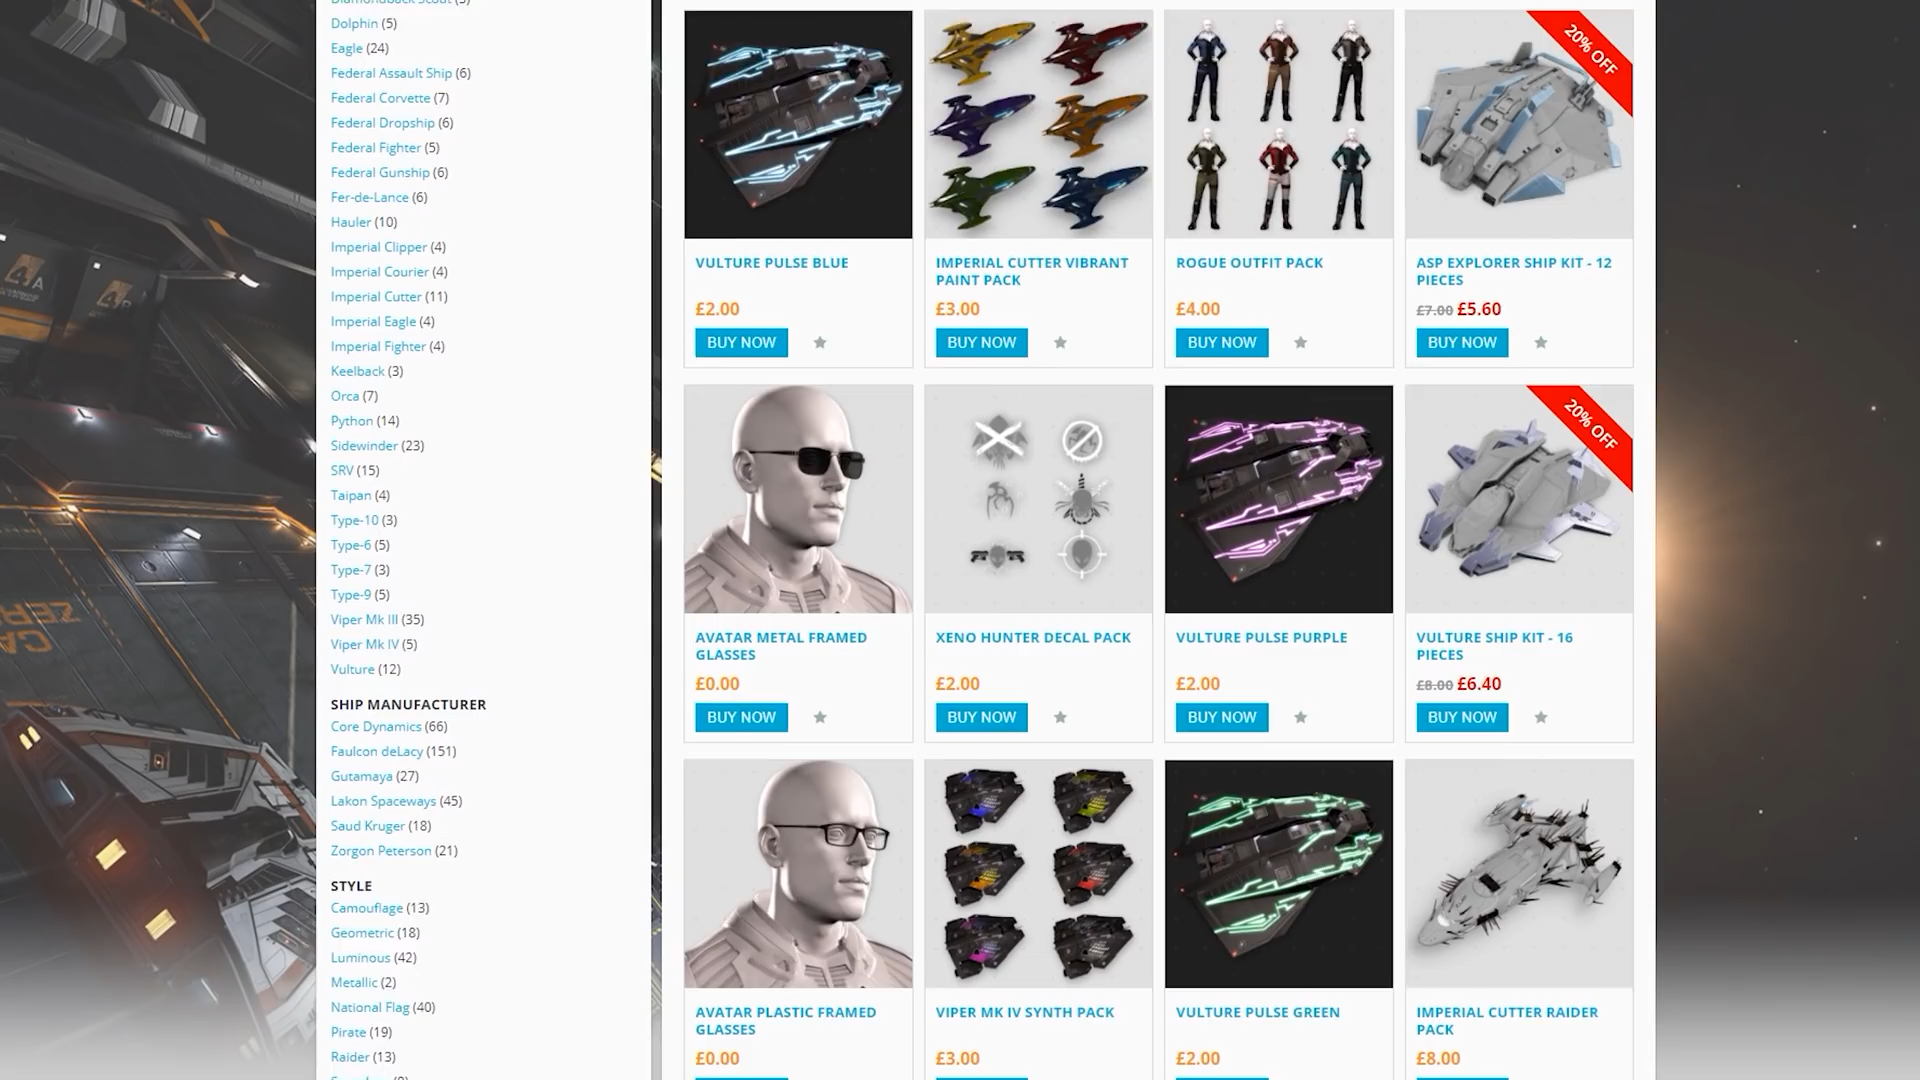 Diamondback Scout (3)
Dolphin (5)
Eagle (24)
Federal Assault Ship (6)
Federal Corvette (7)
Federal Dropship (6)
Federal Fighter (5)
Federal Gunship (6)
Fer-de-Lance (6)
Hauler (10)
Imperial Clipper (4)
Imperial Courier (4)
Imperial Cutter (11)
Imperial Eagle (4)
Imperial Fighter (4)
Keelback (3)
Orca (7)
Python (14)
Sidewinder (23)
SRV (15)
Taipan (4)
Type-10 (3)
Type-6 (5)
Type-7 (3)
Type-9 (5)
Viper Mk III (35)
Viper Mk IV (5)
Vulture (12)
SHIP MANUFACTURER
Core Dynamics (66)
Faulcon deLacy (151)
Gutamaya (27)
Lakon Spaceways (45)
Saud Kruger (18)
Zorgon Peterson (21)
STYLE
Camouflage (13)
Geometric (18)
Luminous (42)
Metallic (2)
National Flag (40)
Pirate (19)
Raider (13)
VULTURE PULSE BLUE
£2.00
BUY NOW
IMPERIAL CUTTER VIBRANT
PAINT PACK
£3.00
BUY NOW
ROGUE OUTFIT PACK
£4.00
BUY NOW
20% OFF
ASP EXPLORER SHIP KIT - 12
PIECES
£7.00 £5.60
BUY NOW
AVATAR METAL FRAMED
GLASSES
£0.00
BUY NOW
XENO HUNTER DECAL PACK
£2.00
BUY NOW
VULTURE PULSE PURPLE
£2.00
BUY NOW
20% OFF
VULTURE SHIP KIT - 16
PIECES
£8.00 £6.40
BUY NOW
AVATAR PLASTIC FRAMED
GLASSES
£0.00
VIPER MK IV SYNTH PACK
£3.00
VULTURE PULSE GREEN
£2.00
IMPERIAL CUTTER RAIDER
PACK
£8.00